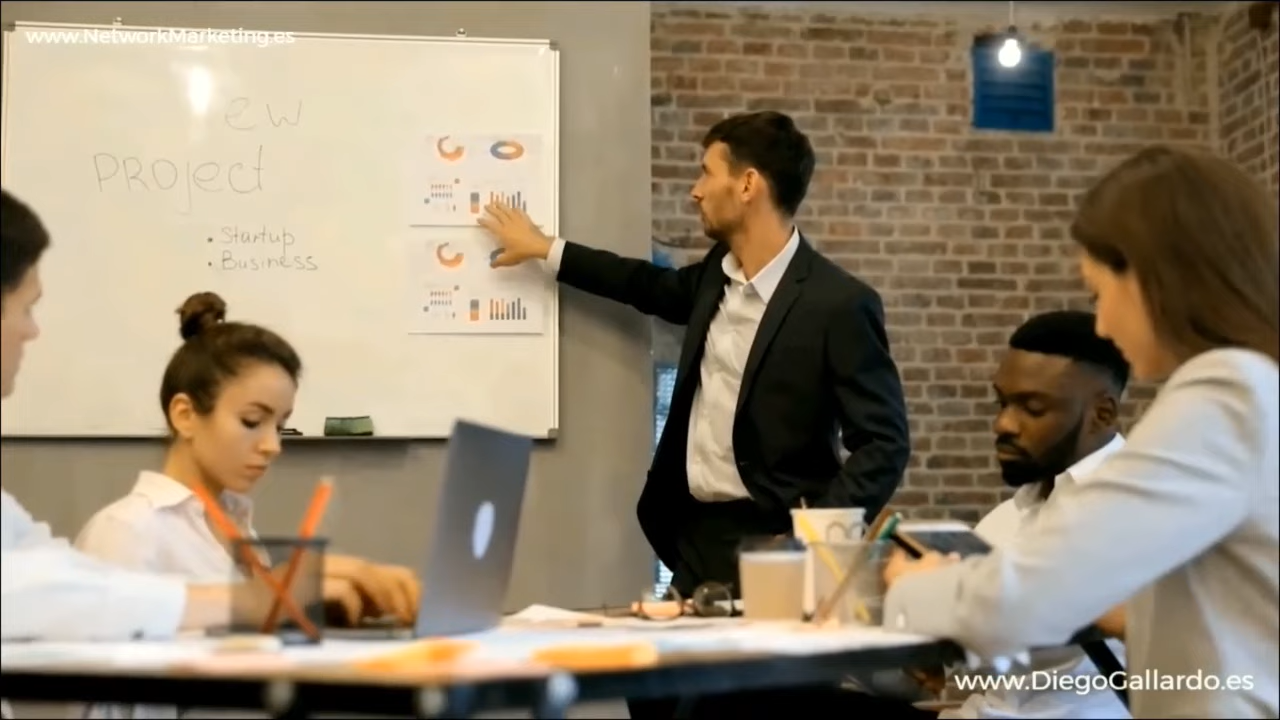 www.NetworkMarketing.es
ew
PROject
• Startup
• Business
www.DiegoGallardo.es